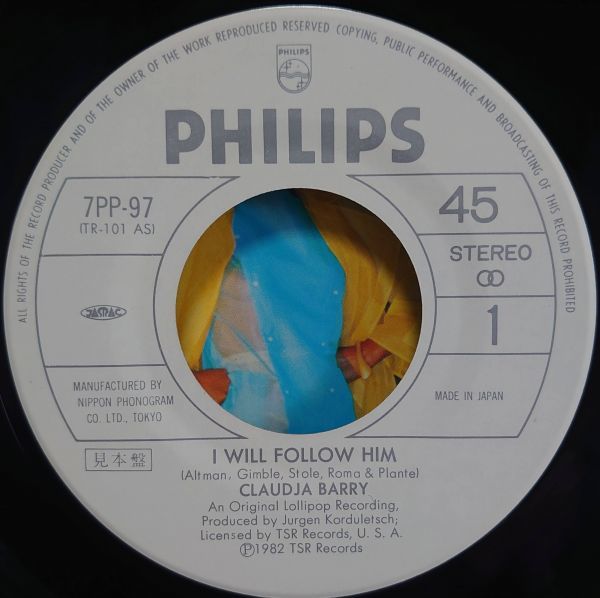 ALL RIGHTS OF THE RECORD PRODUCER AND OF THE OWNER OF THE WORK REPRODUCED RESERVED COPYING, PUBLIC PERFORMANCE AND BROADCASTING OF THIS RECORD PROHIBITED
PHILIPS
PHILIPS
7PP-97
(TR-101 AS)
45
STEREO
JASRAC
1
MANUFACTURED BY
NIPPON PHONOGRAM
CO. LTD., TOKYO
MADE IN JAPAN
見本盤
I WILL FOLLOW HIM
(Altman, Gimble, Stole, Roma & Plante)
CLAUDJA BARRY
An Original Lollipop Recording,
Produced by Jurgen Korduletsch;
Licensed by TSR Records, U. S. A.
Ⓟ1982 TSR Records